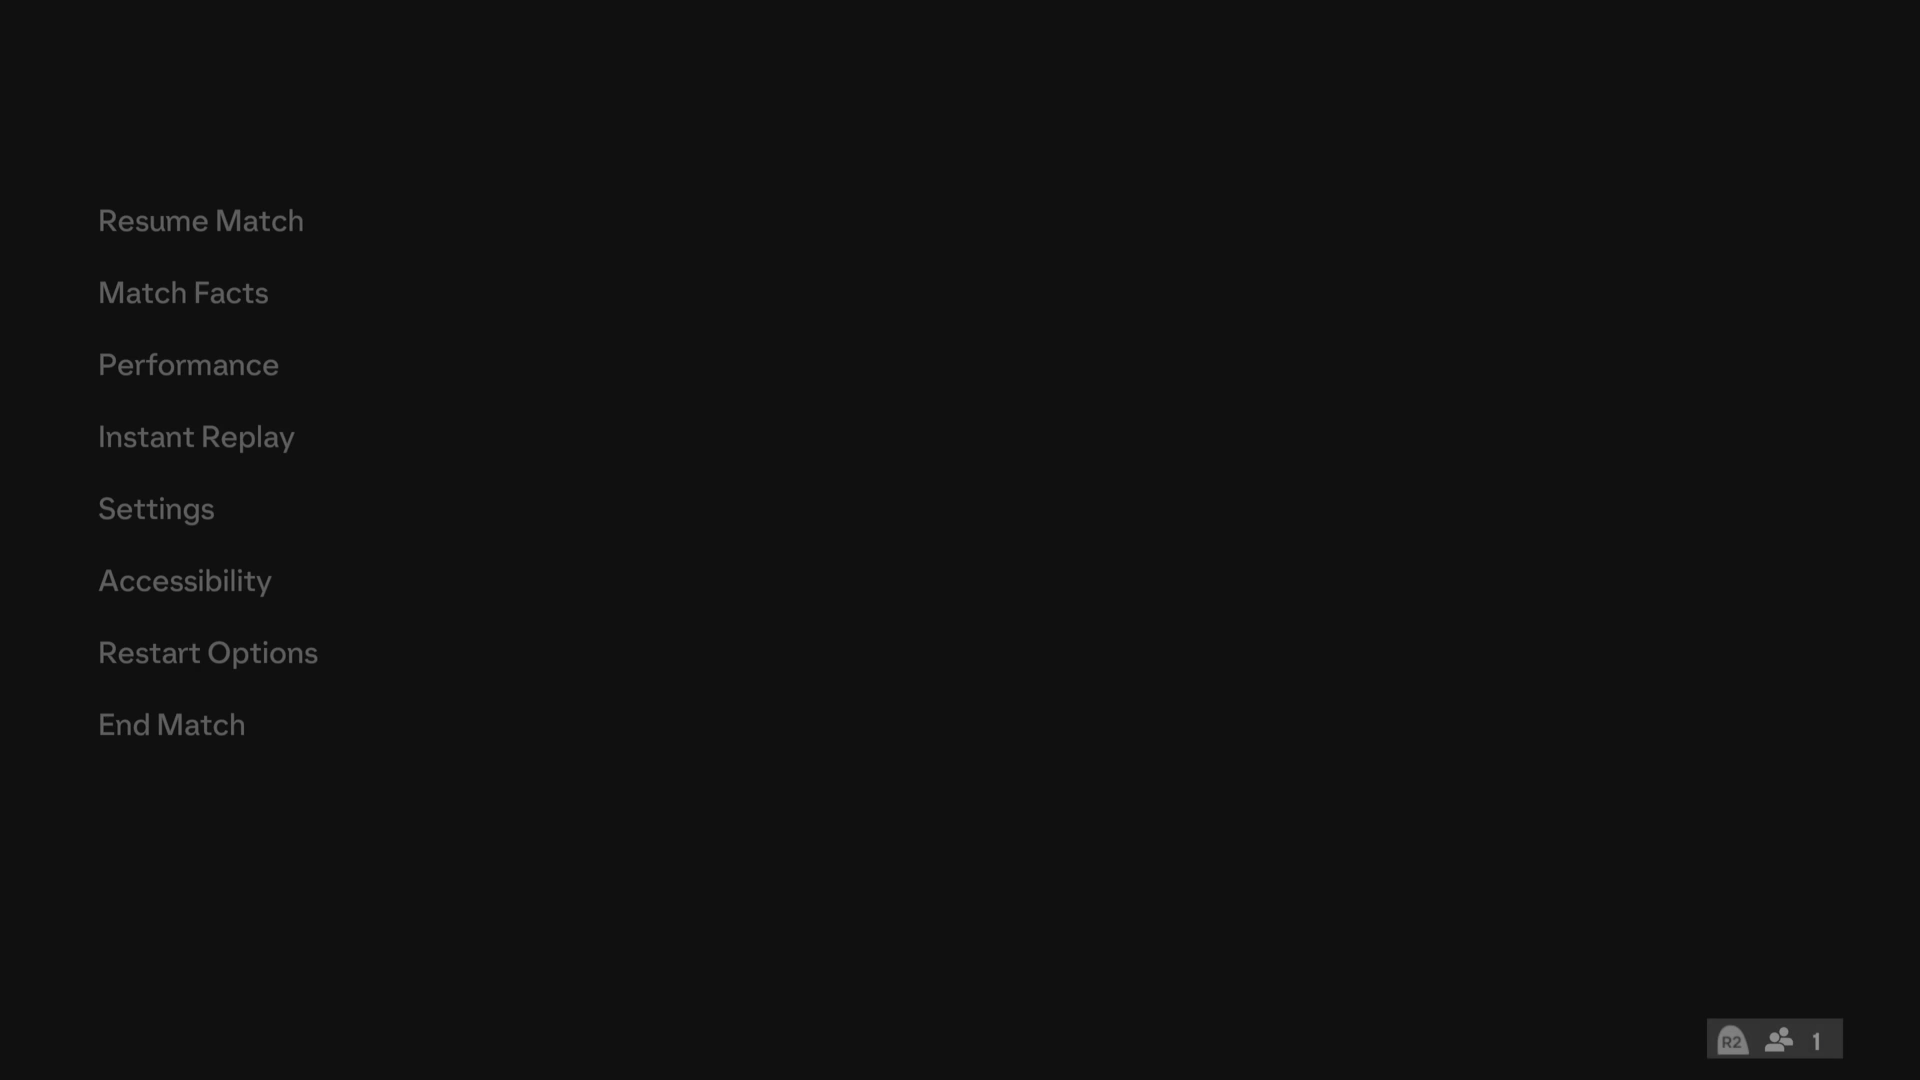 Resume Match
Match Facts
Performance
Instant Replay
Settings
Accessibility
Restart Options
End Match
R2 1